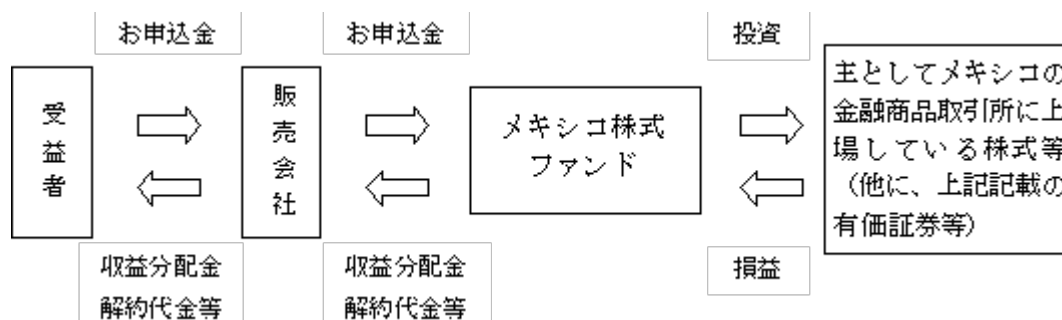 お申込金
お申込金
投資
受益者
販売会社
メキシコ株式
ファンド
主としてメキシコの
金融商品取引所に上
場している株式等
（他に、上記記載の
有価証券等）
収益分配金
解約代金等
収益分配金
解約代金等
損益